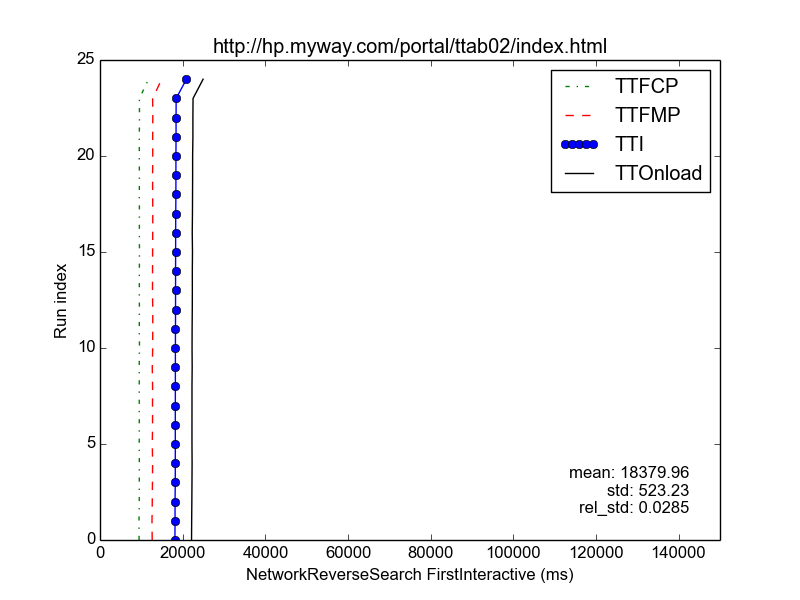 http://hp.myway.com/portal/ttab02/index.html
25
20
15
10
5
0
Run index
TTFCP
TTFMP
TTI
TTOnload
mean: 18379.96
std: 523.23
rel_std: 0.0285
0 20000 40000 60000 80000 100000 120000 140000
NetworkReverseSearch FirstInteractive (ms)